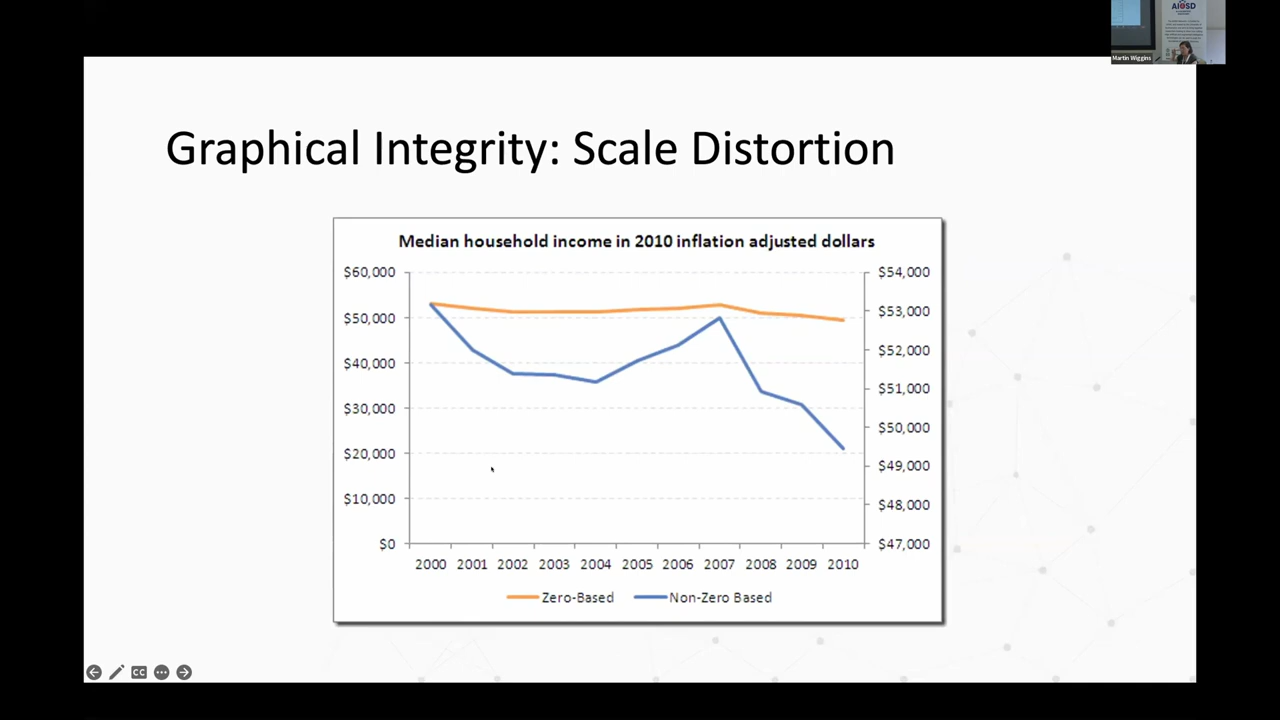 AIOSD
Martin Wiggins
Graphical Integrity: Scale Distortion
Median household income in 2010 inflation adjusted dollars
$60,000
$50,000
$40,000
$30,000
$20,000
$10,000
$0
$54,000
$53,000
$52,000
$51,000
$50,000
$49,000
$48,000
$47,000
2000 2001 2002 2003 2004 2005 2006 2007 2008 2009 2010
Zero-Based Non-Zero Based
CC